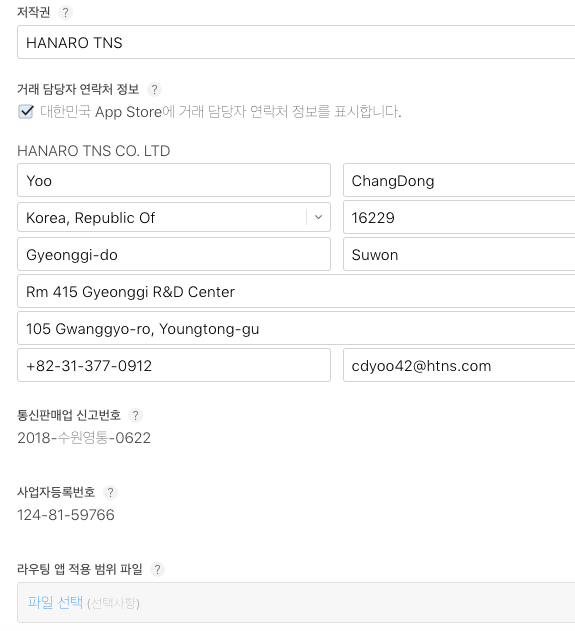 저작권 ?
HANARO TNS
거래 담당자 연락처 정보 ?
대한민국 App Store에 거래 담당자 연락처 정보를 표시합니다.
HANARO TNS CO. LTD
Yoo ChangDong
Korea, Republic Of 16229
Gyeonggi-do Suwon
Rm 415 Gyeonggi R&D Center
105 Gwanggyo-ro, Youngtong-gu
+82-31-377-0912 cdyoo42@htns.com
통신판매업 신고번호 ?
2018-수원영통-0622
사업자등록번호 ?
124-81-59766
라우팅 앱 적용 범위 파일 ?
파일 선택 (선택사항)